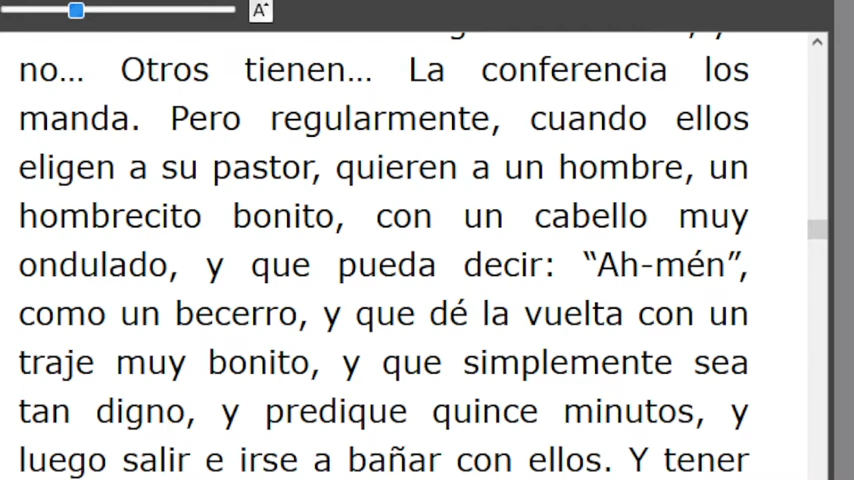 A
no... Otros tienen... La conferencia los
manda. Pero regularmente, cuando ellos
eligen a su pastor, quieren a un hombre, un
hombrecito bonito, con un cabello muy
ondulado, y que pueda decir: “Ah-mén”,
como un becerro, y que dé la vuelta con un
traje muy bonito, y que simplemente sea
tan digno, y predique quince minutos, y
luego salir e irse a bañar con ellos. Y tener